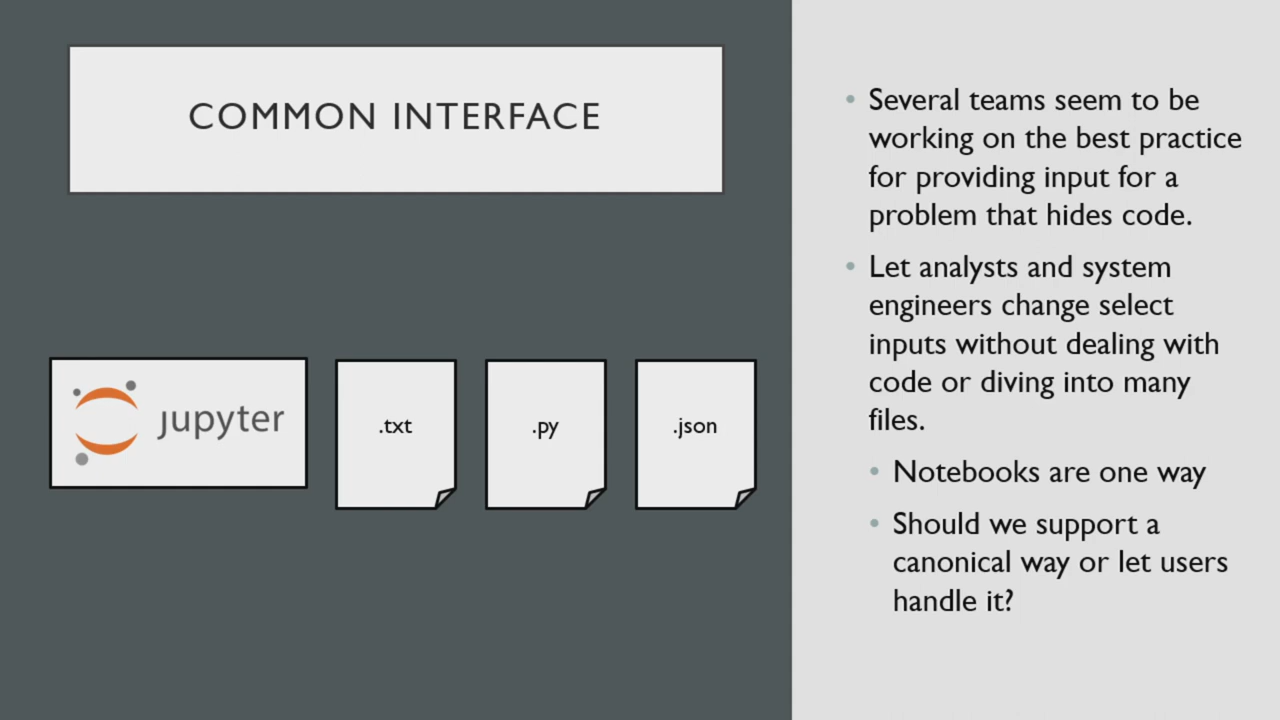 COMMON INTERFACE
jupyter
.txt
.py
.json
• Several teams seem to be
working on the best practice
for providing input for a
problem that hides code.
• Let analysts and system
engineers change select
inputs without dealing with
code or diving into many
files.
• Notebooks are one way
• Should we support a
canonical way or let users
handle it?